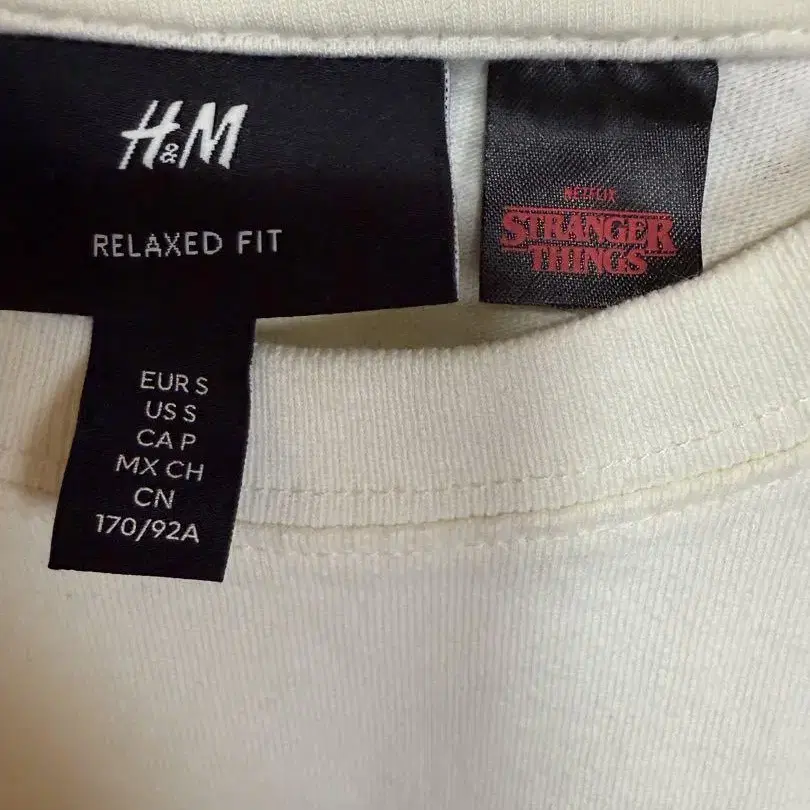 H&M
RELAXED FIT
EUR S
US S
CA P
MX CH
CN
170/92A
NETFLIX
STRANGER
THINGS